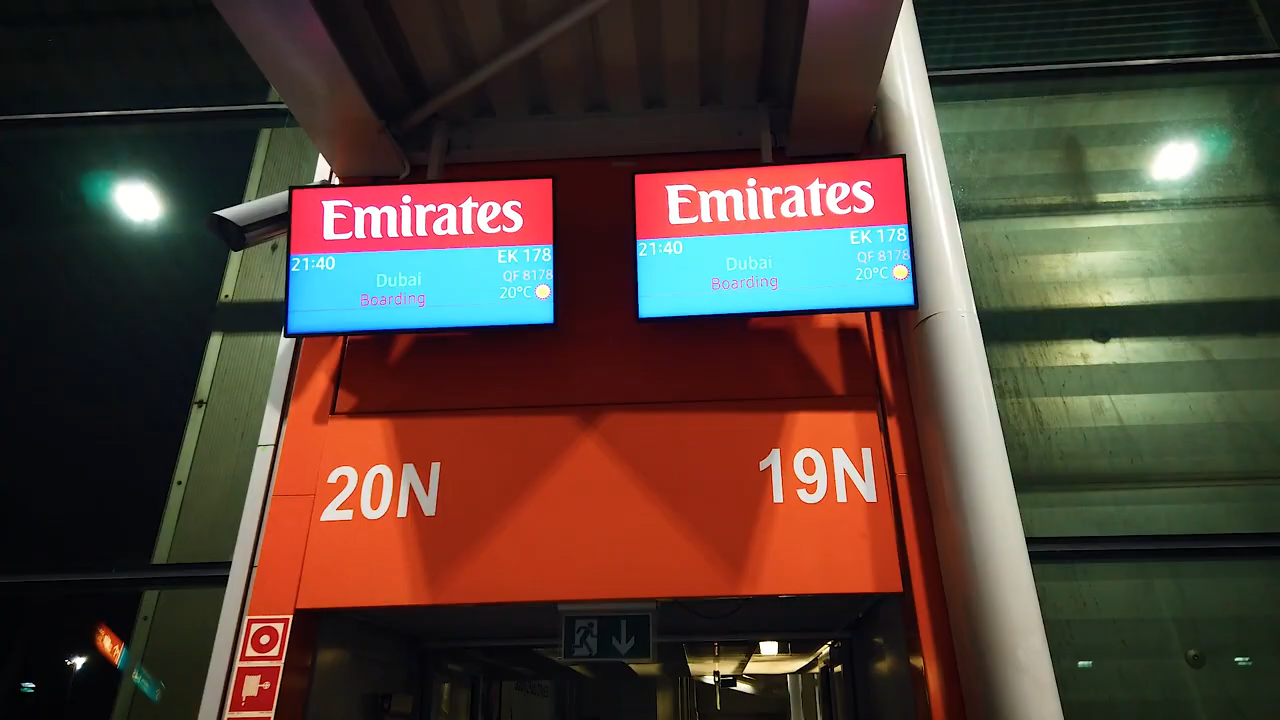 Emirates
21:40
EK 178
Dubai
QF 8178
Boarding
20°C
Emirates
21:40
EK 178
Dubai
QF 8178
Boarding
20°C
20N
19N